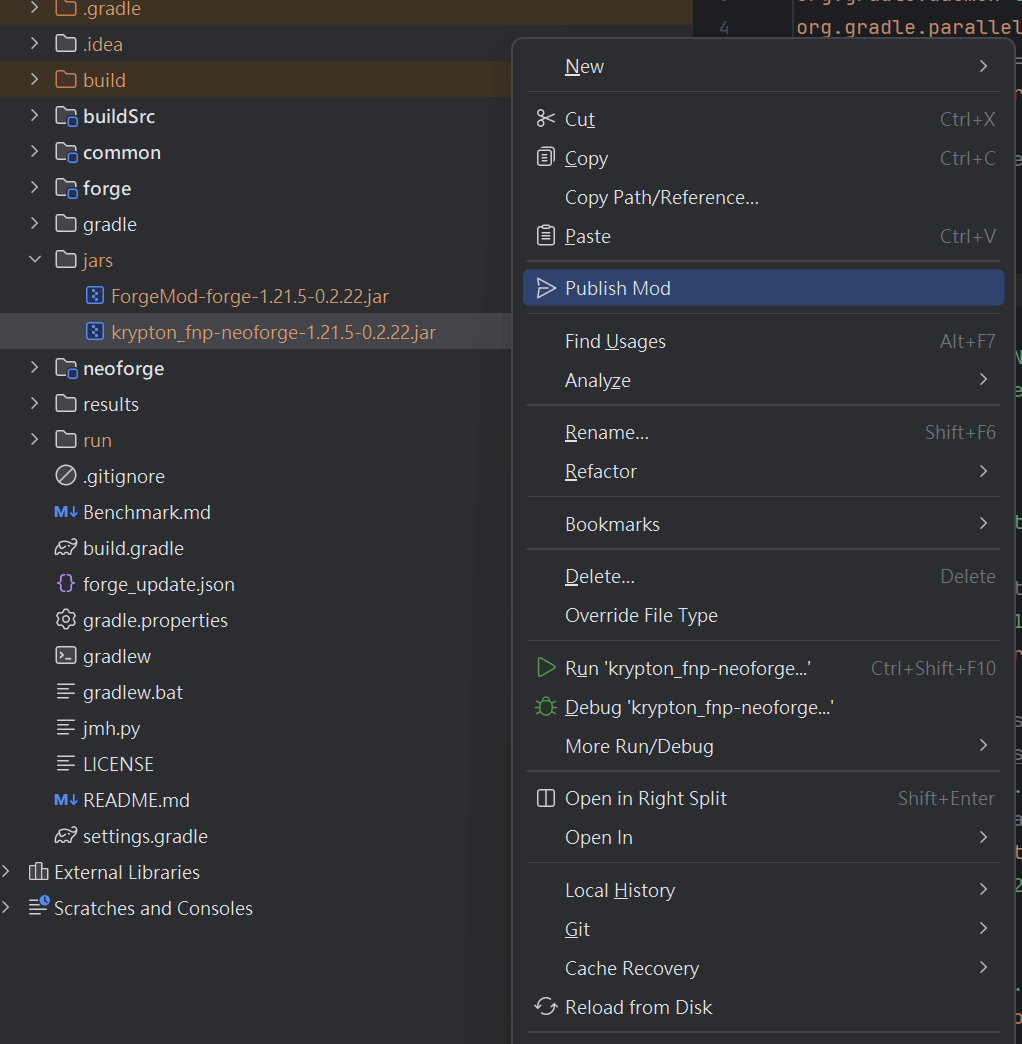 .gradle
.idea
build
buildSrc
common
forge
gradle
jars
ForgeMod-forge-1.21.5-0.2.22.jar
krypton_fnp-neoforge-1.21.5-0.2.22.jar
neoforge
results
run
.gitignore
M↓ Benchmark.md
build.gradle
forge_update.json
gradle.properties
gradlew
gradlew.bat
jmh.py
LICENSE
M↓ README.md
settings.gradle
External Libraries
Scratches and Consoles
4 org.gradle.parallel
New
Cut Ctrl+X
Copy Ctrl+C
Copy Path/Reference...
Paste Ctrl+V
Publish Mod
Find Usages Alt+F7
Analyze
Rename... Shift+F6
Refactor
Bookmarks
Delete... Delete
Override File Type
Run 'krypton_fnp-neoforge...' Ctrl+Shift+F10
Debug 'krypton_fnp-neoforge...'
More Run/Debug
Open in Right Split Shift+Enter
Open In
Local History
Git
Cache Recovery
Reload from Disk